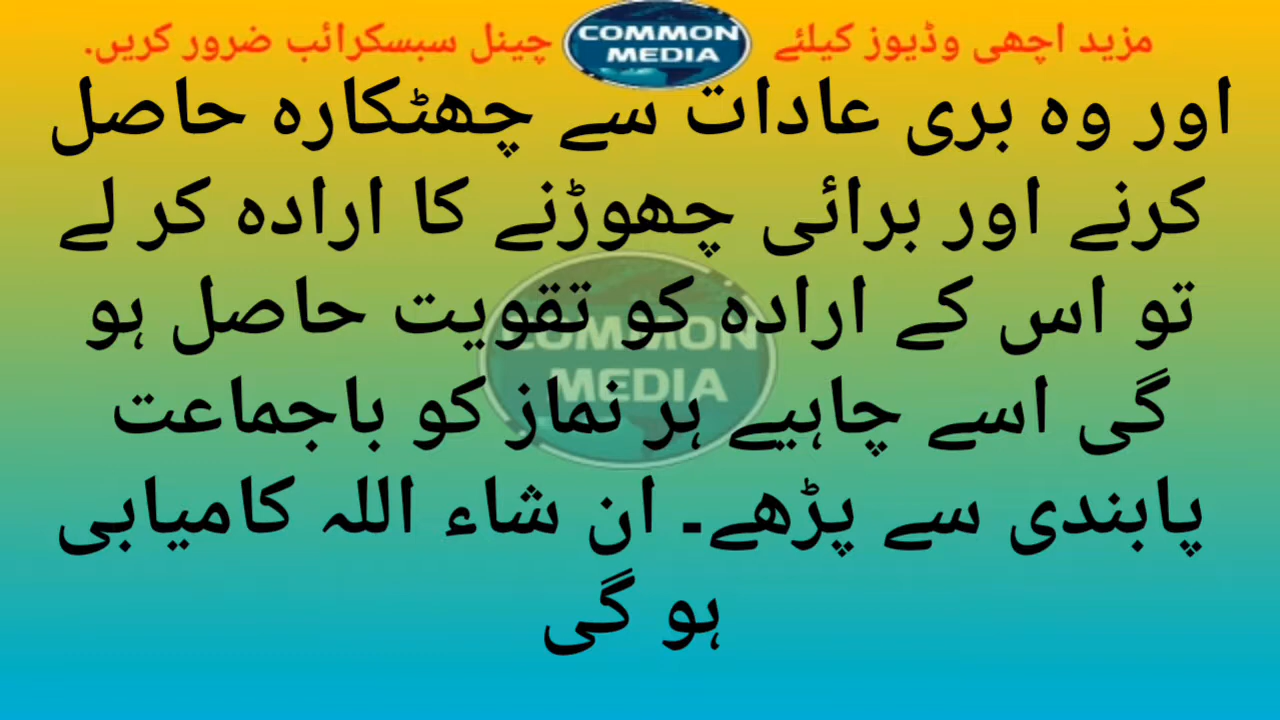 مزید اچھی وڈیوز کیلئے COMMON MEDIA چینل سبسکرائب ضرور کریں.
اور وہ بری عادات سے چھٹکارہ حاصل
کرنے اور برائی چھوڑنے کا ارادہ کر لے
تو اس کے ارادہ کو تقویت حاصل ہو
گی اسے چاہیے ہر نماز کو باجماعت
پابندی سے پڑھے۔ ان شاء اللہ کامیابی
ہو گی
COMMON
MEDIA